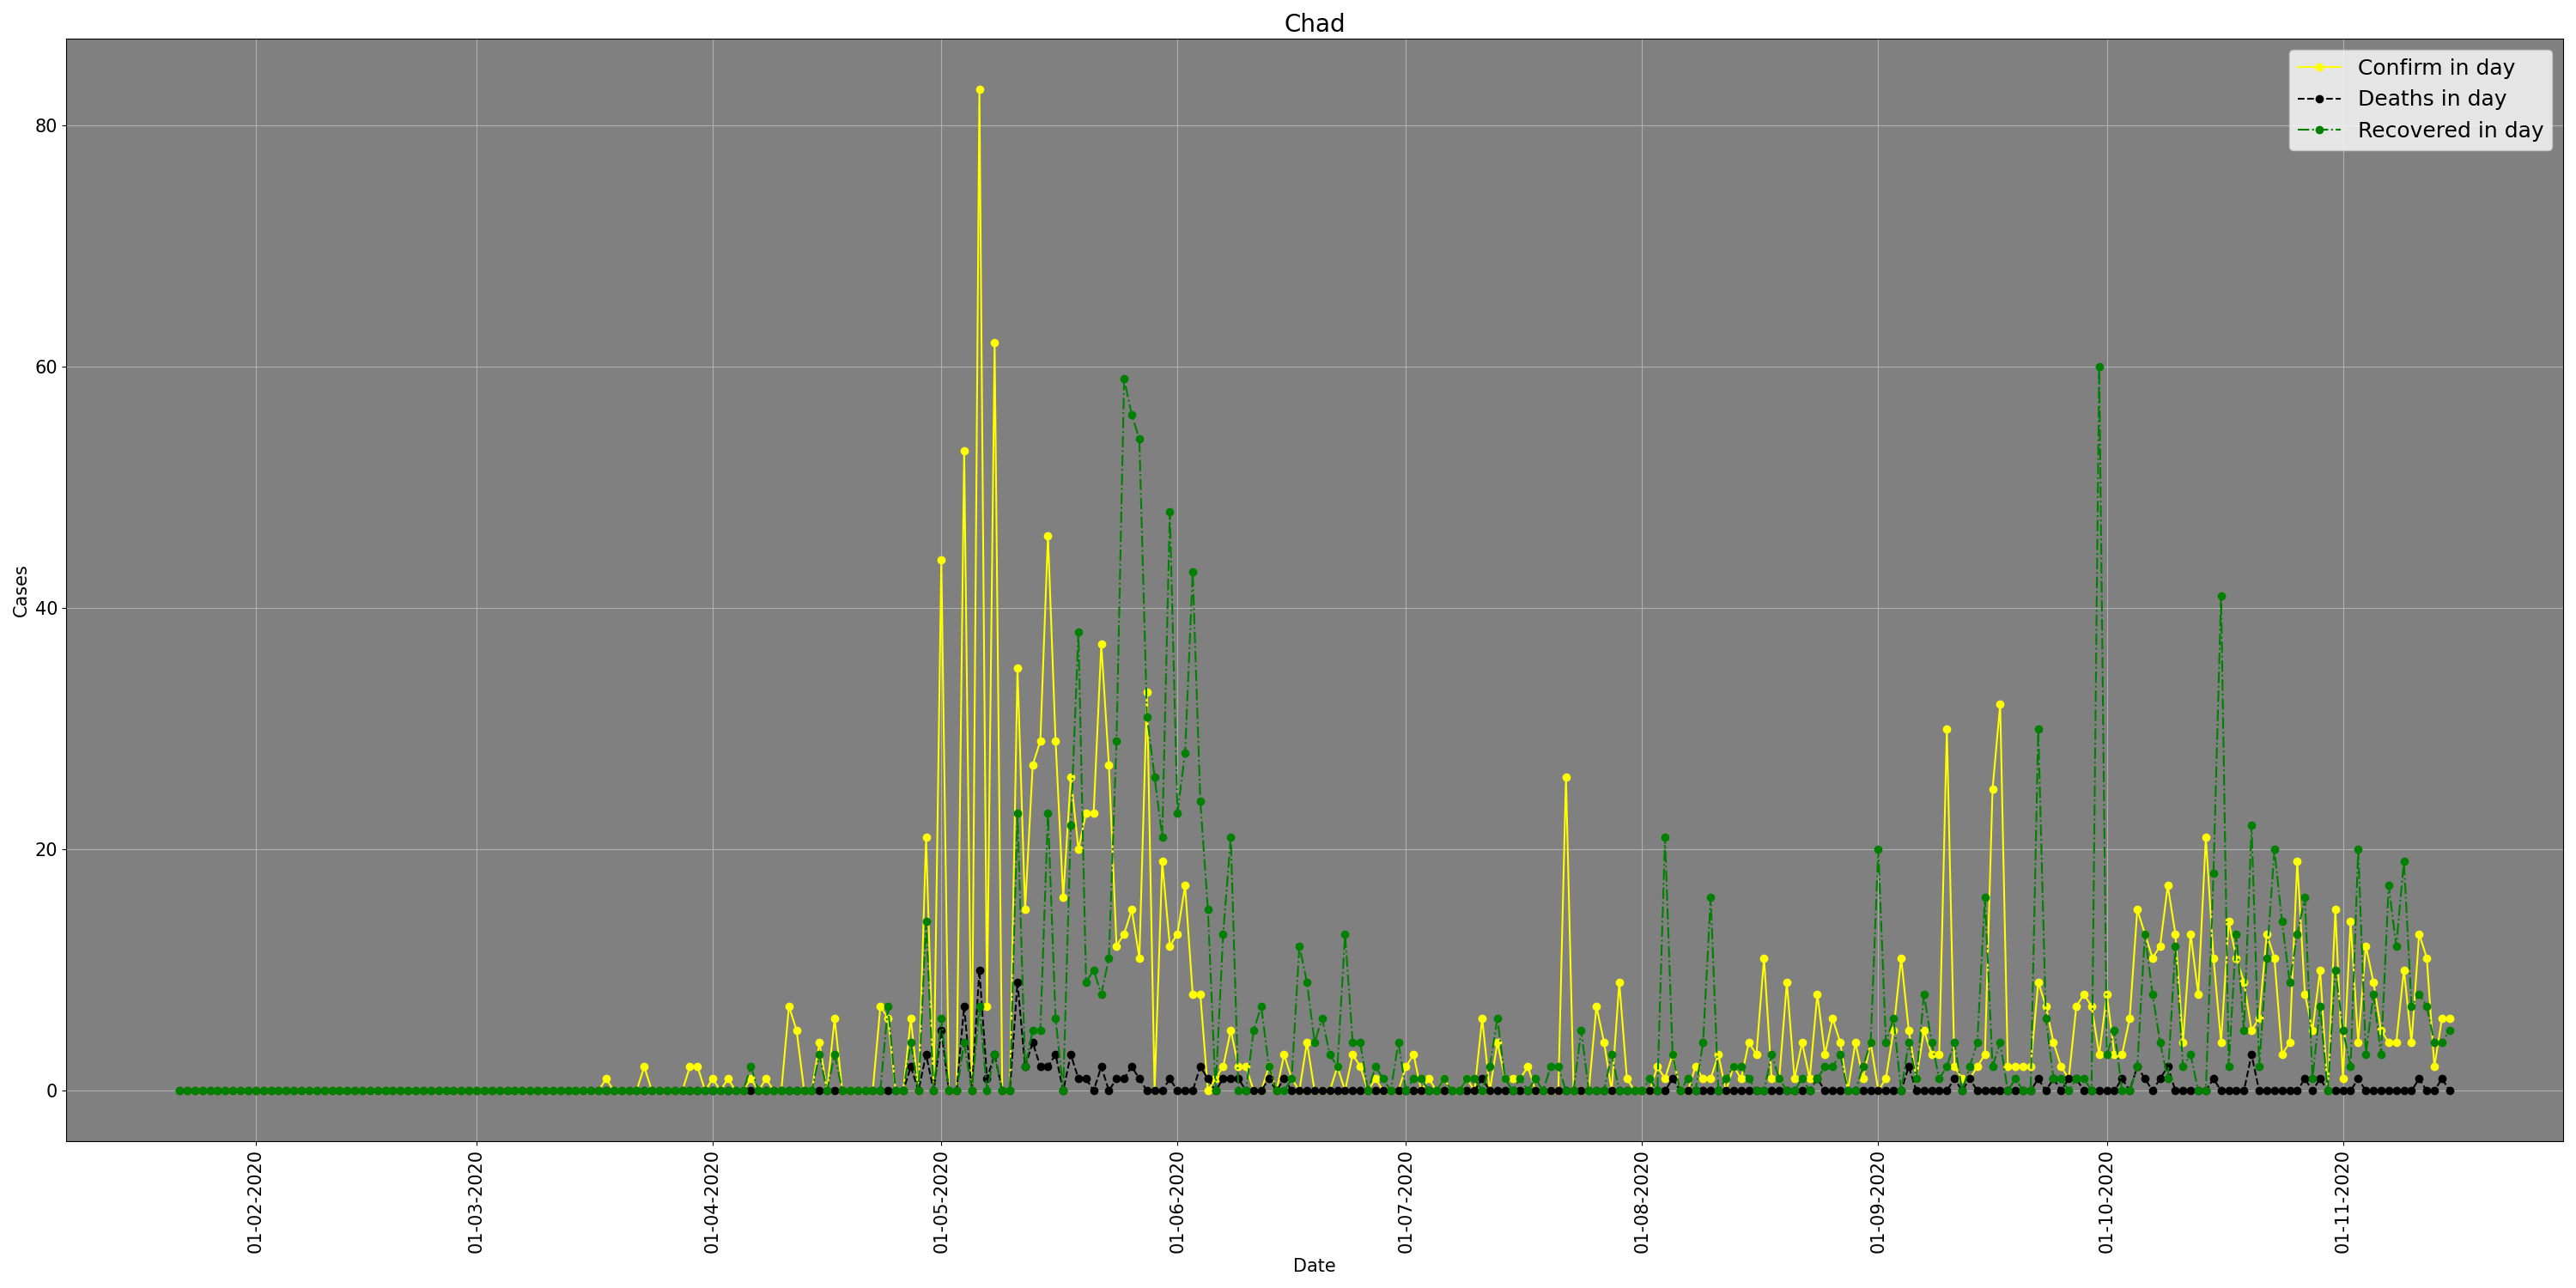 Chad
Confirm in day
Deaths in day
Recovered in day
Cases
80
60
40
20
0
01-02-2020
01-03-2020
01-04-2020
01-05-2020
01-06-2020
01-07-2020
01-08-2020
01-09-2020
01-10-2020
01-11-2020
Date